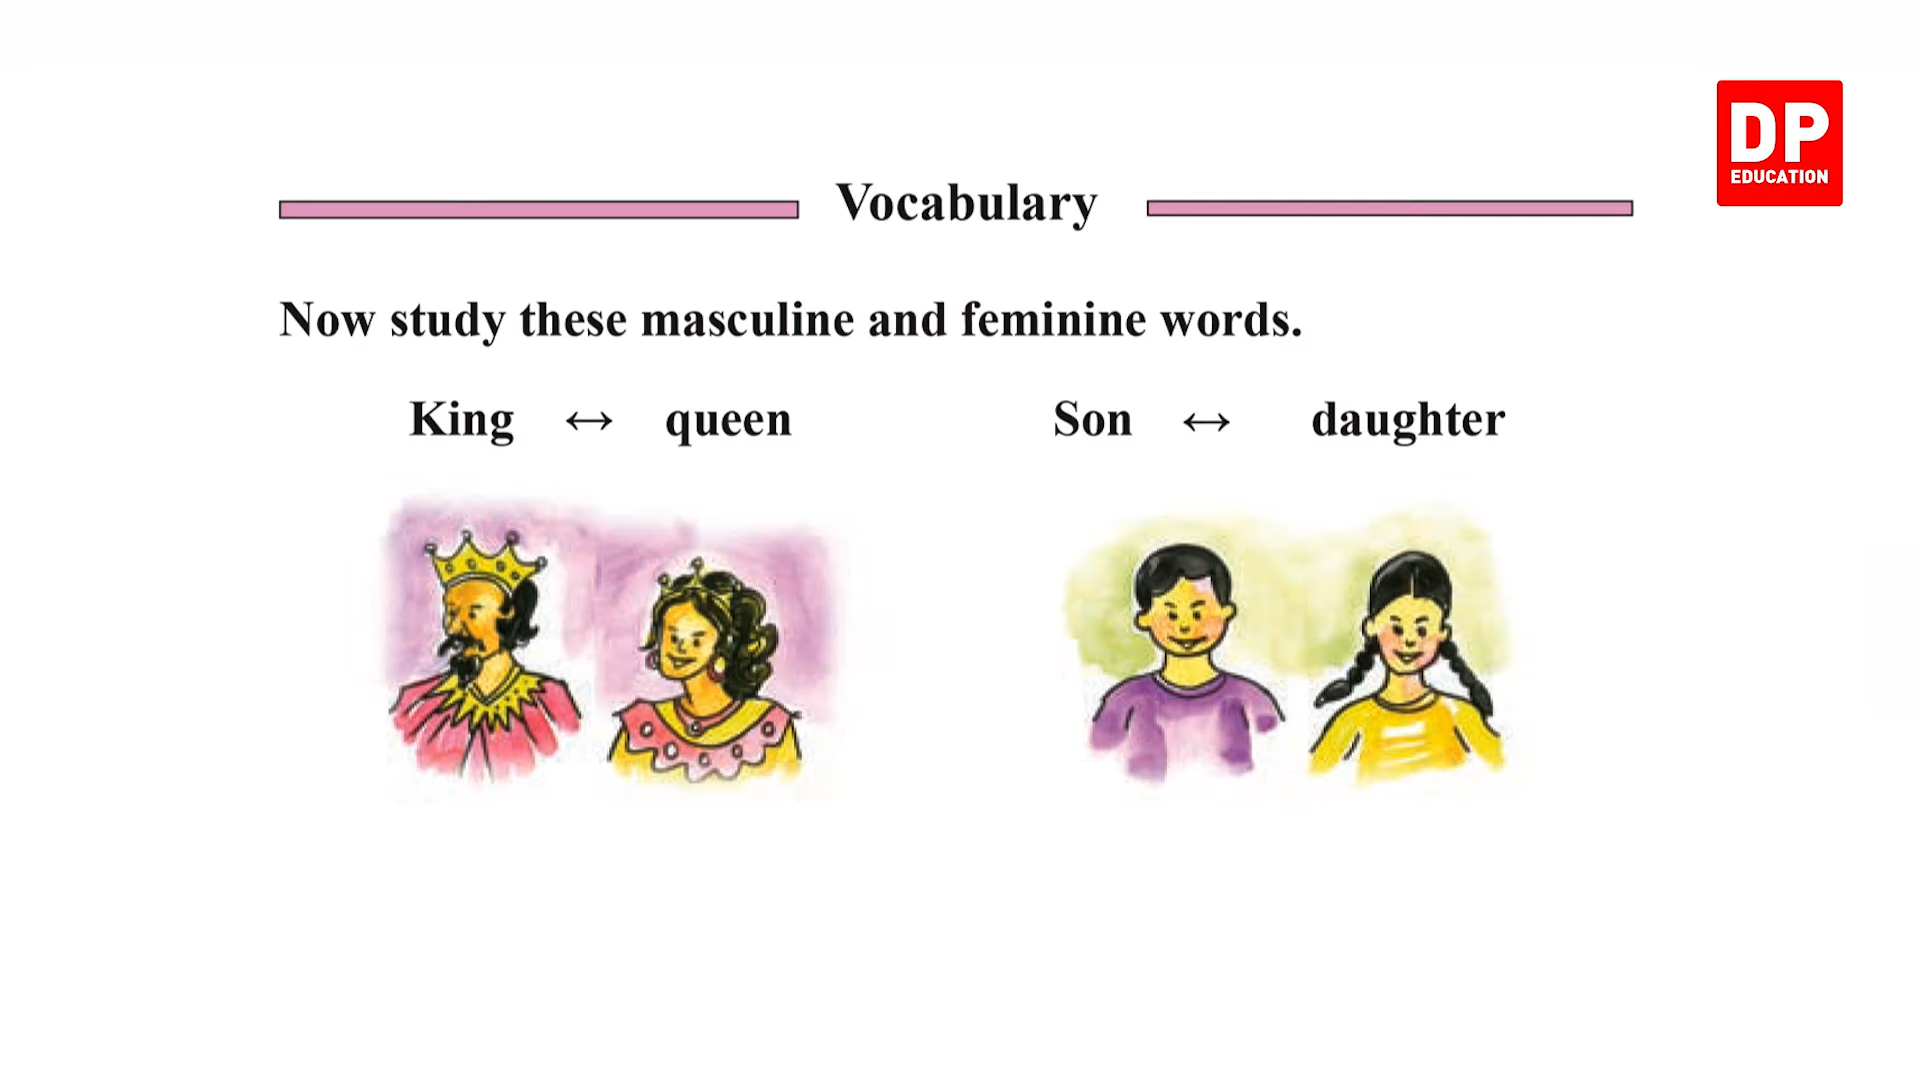 DP
EDUCATION
Vocabulary
Now study these masculine and feminine words.
King ↔ queen
Son ↔ daughter